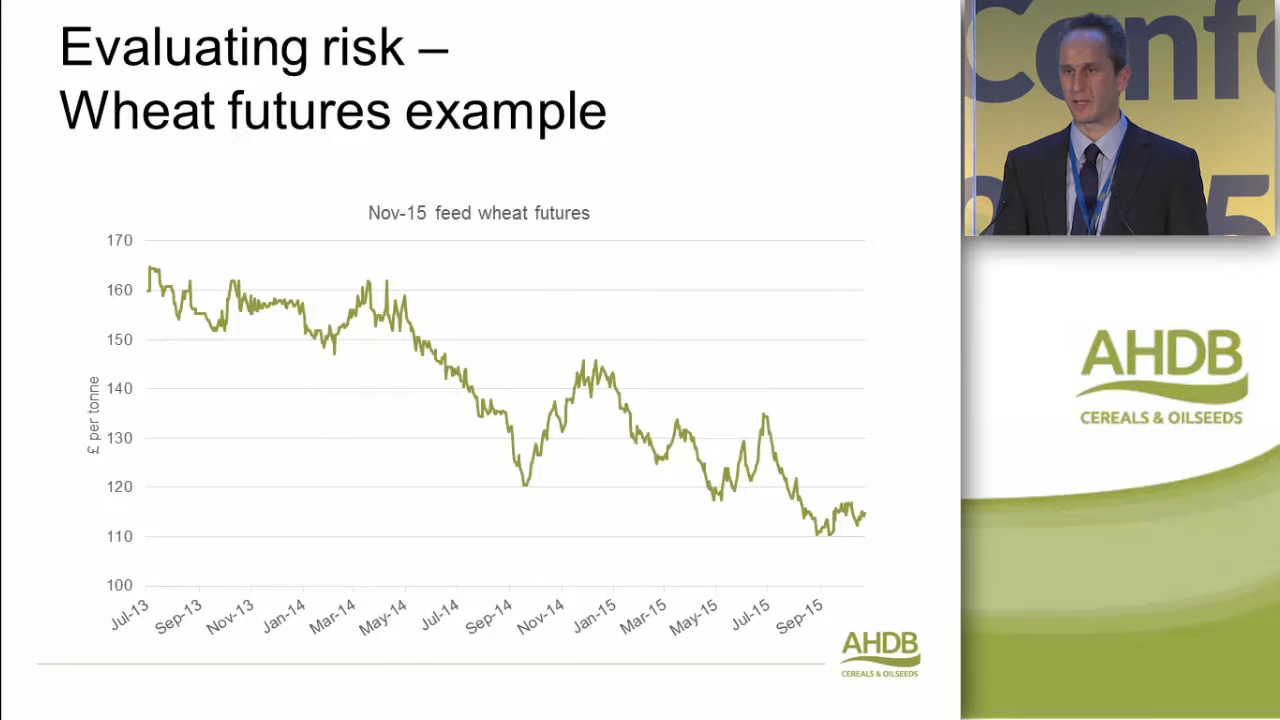 Evaluating risk –
Wheat futures example
Nov-15 feed wheat futures
£ per tonne
170
160
150
140
130
120
110
100
Jul-13
Sep-13
Nov-13
Jan-14
Mar-14
May-14
Jul-14
Sep-14
Nov-14
Jan-15
Mar-15
May-15
Jul-15
Sep-15
AHDB
CEREALS & OILSEEDS
Confe
5
AHDB
CEREALS & OILSEEDS